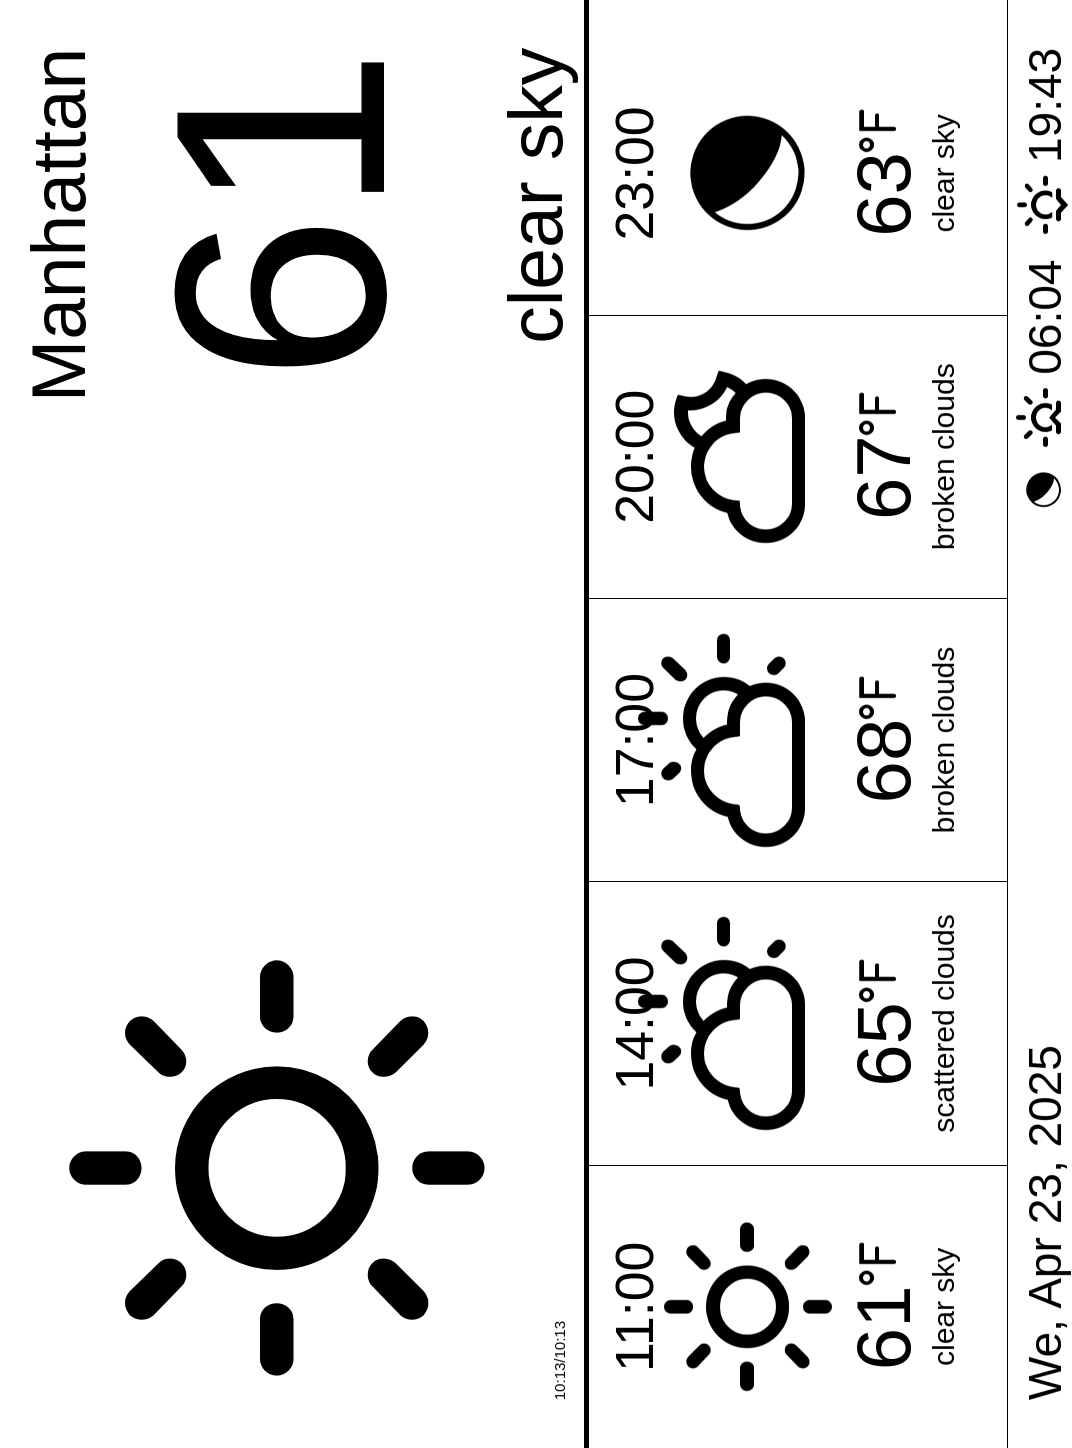 Manhattan
61
clear sky
10:13/10:13
11:00 14:00 17:00 20:00 23:00
61°F 65°F 68°F 67°F 63°F
clear sky scattered clouds broken clouds broken clouds clear sky
We, Apr 23, 2025 06:04 19:43